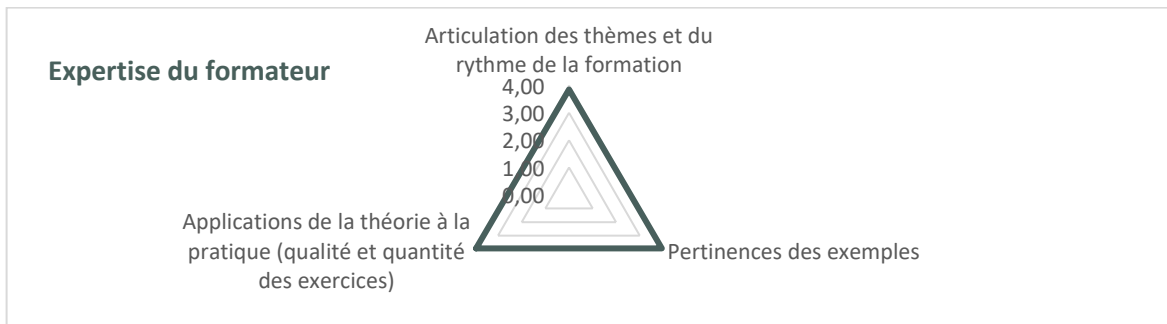 Expertise du formateur
Articulation des thèmes et du
rythme de la formation
4,00
3,00
2,00
1,00
0,00
Applications de la théorie à la
pratique (qualité et quantité
des exercices)
Pertinences des exemples